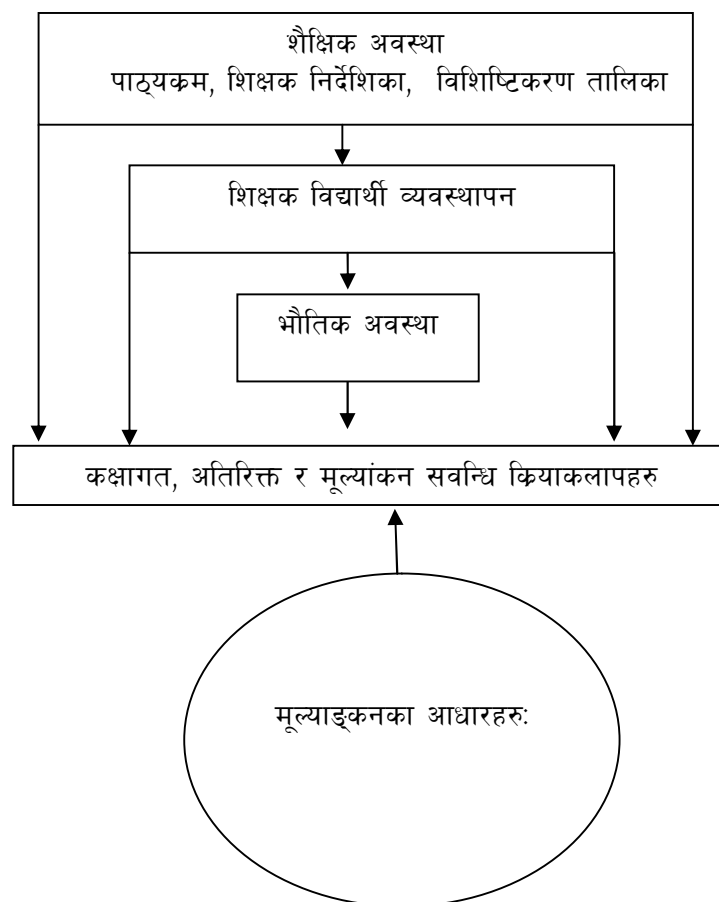 शैक्षिक अवस्था
पाठ्यक्रम, शिक्षक निर्देशिका, विशिष्टिकरण तालिका
शिक्षक विद्यार्थी व्यवस्थापन
भौतिक अवस्था
कक्षागत, अतिरिक्त र मूल्यांकन सवन्धि क्रियाकलापहरु
मूल्याङ्कनका आधारहरु: